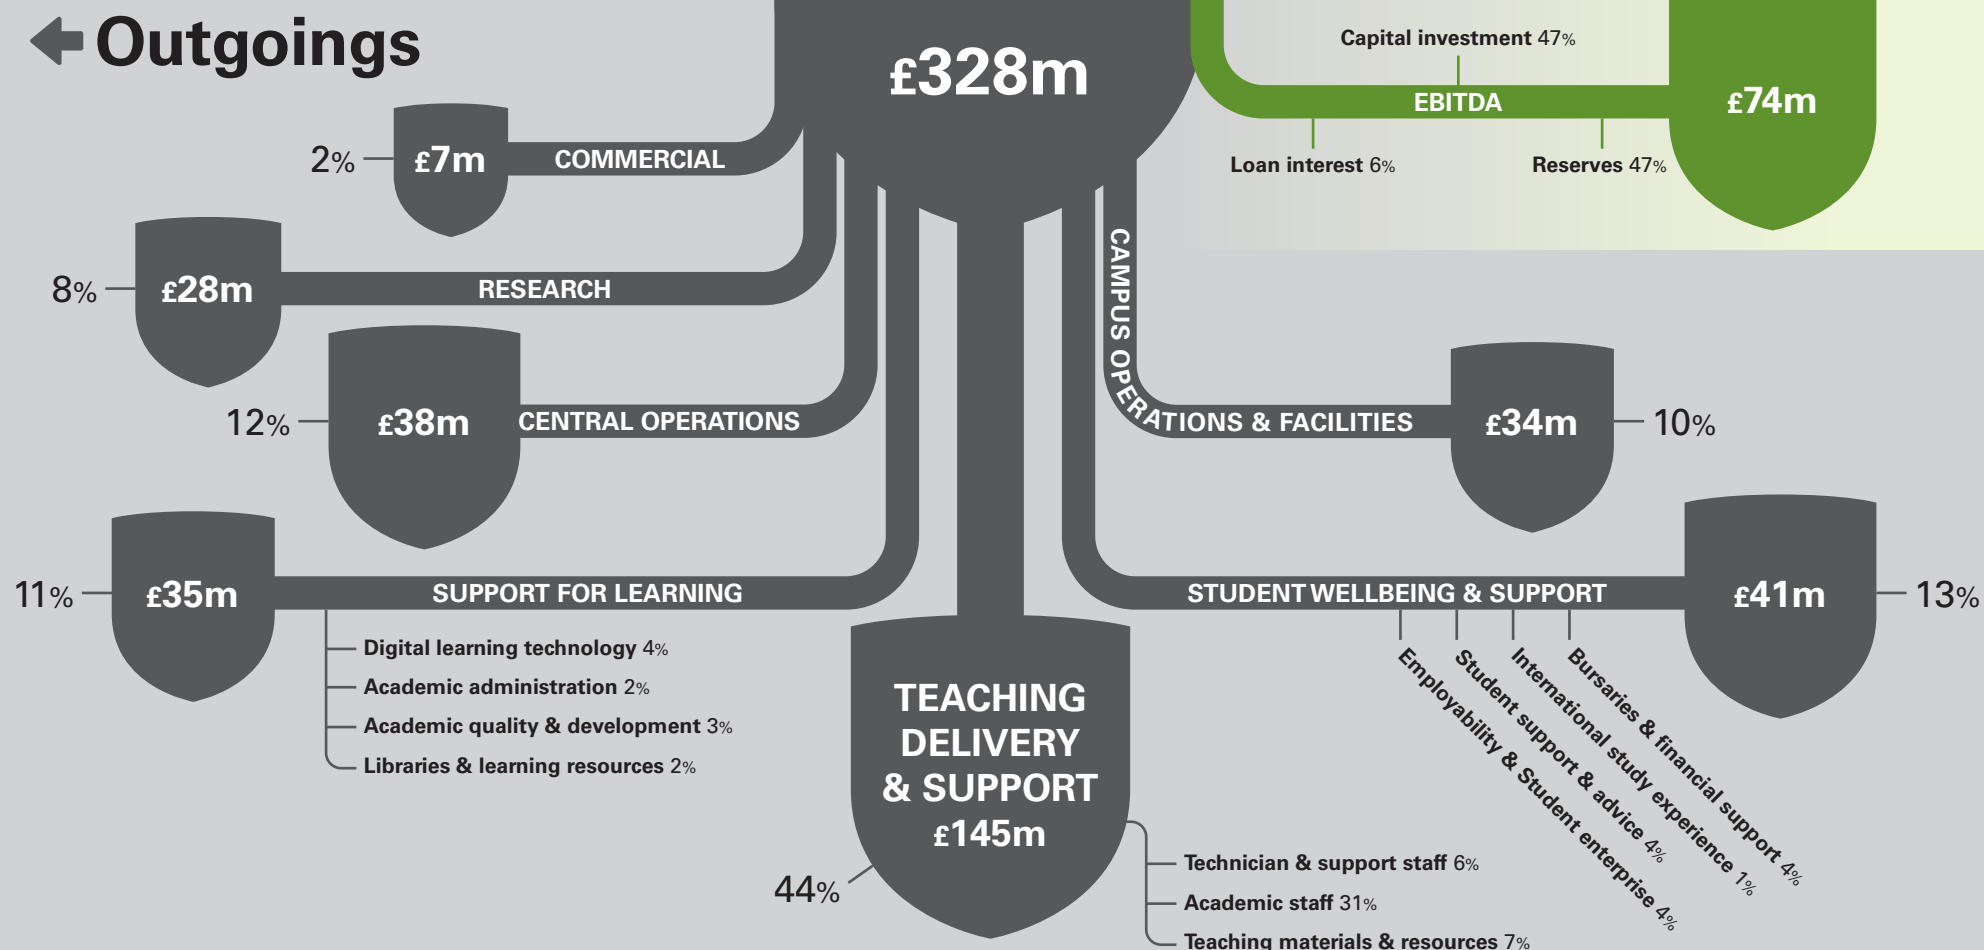 Outgoings
£328m
Capital investment 47%
EBITDA
£74m
Loan interest 6%
Reserves 47%
2%
£7m
COMMERCIAL
8%
£28m
RESEARCH
12%
£38m
CENTRAL OPERATIONS
CAMPUS OPERATIONS & FACILITIES
£34m
10%
11%
£35m
SUPPORT FOR LEARNING
Digital learning technology 4%
Academic administration 2%
Academic quality & development 3%
Libraries & learning resources 2%
STUDENT WELLBEING & SUPPORT
£41m
13%
Employability & Student enterprise 4%
Student support & advice 4%
International study experience 1%
Bursaries & financial support 4%
TEACHING
DELIVERY
& SUPPORT
£145m
44%
Technician & support staff 6%
Academic staff 31%
Teaching materials & resources 7%